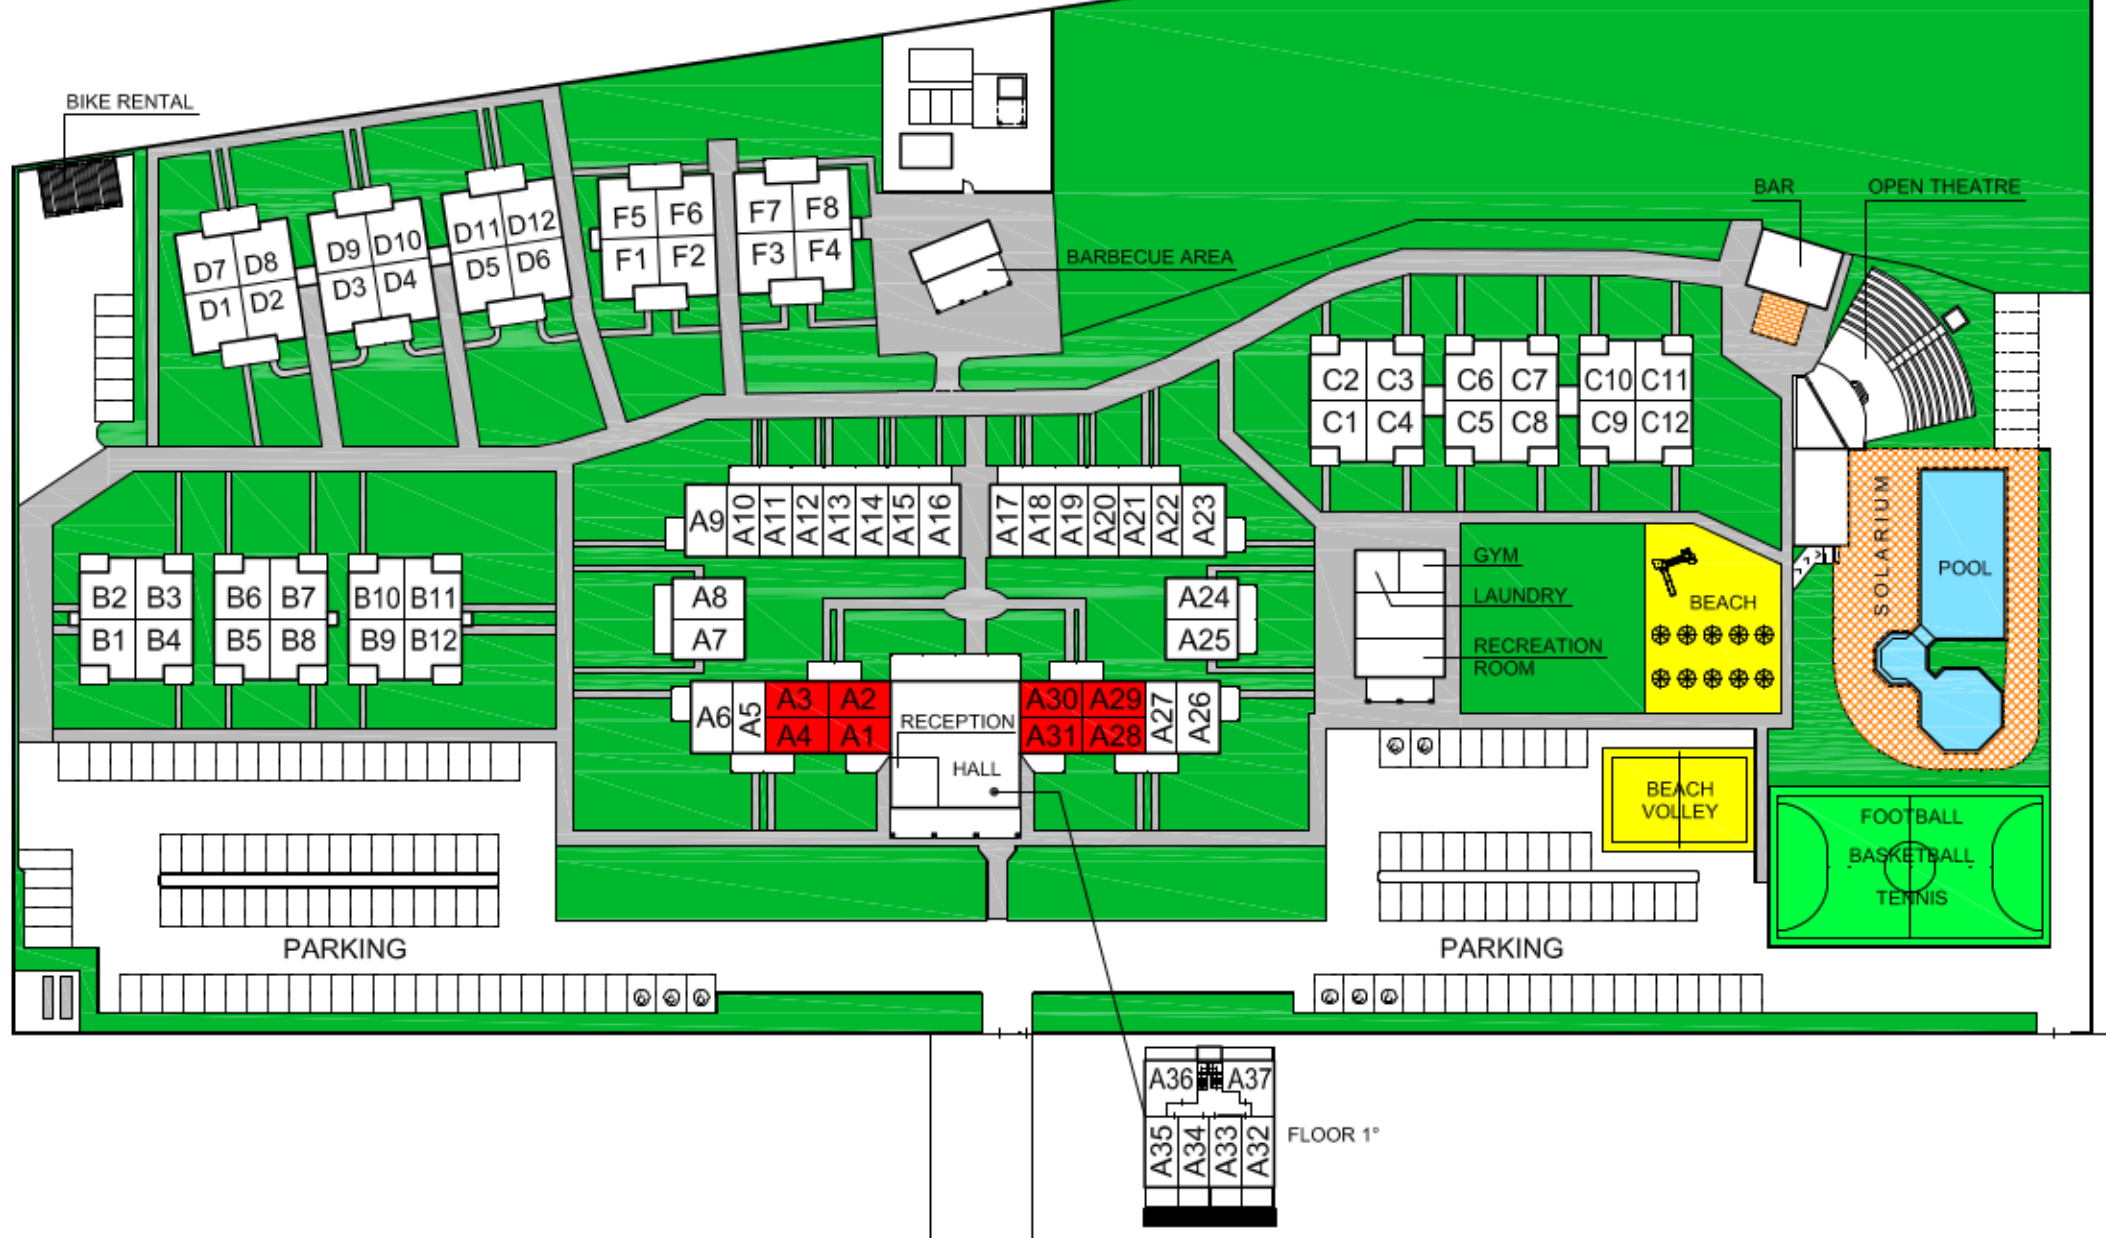 BIKE RENTAL
BAR
OPEN THEATRE
BARBECUE AREA
D7 D8
D1 D2
D9 D10
D3 D4
D11 D12
D5 D6
F5 F6
F1 F2
F7 F8
F3 F4
C2 C3
C1 C4
C6 C7
C5 C8
C10 C11
C9 C12
A9 A10 A11 A12 A13 A14 A15 A16
A17 A18 A19 A20 A21 A22 A23
B2 B3
B1 B4
B6 B7
B5 B8
B10 B11
B9 B12
A8
A7
A24
A25
A6 A5
A3 A2
A4 A1
RECEPTION
HALL
A30 A29
A31 A28
A27 A26
GYM
LAUNDRY
RECREATION
ROOM
BEACH
SOLARIUM
POOL
BEACH
VOLLEY
FOOTBALL
BASKETBALL
TENNIS
PARKING
PARKING
A36 A37
A35 A34 A33 A32
FLOOR 1°